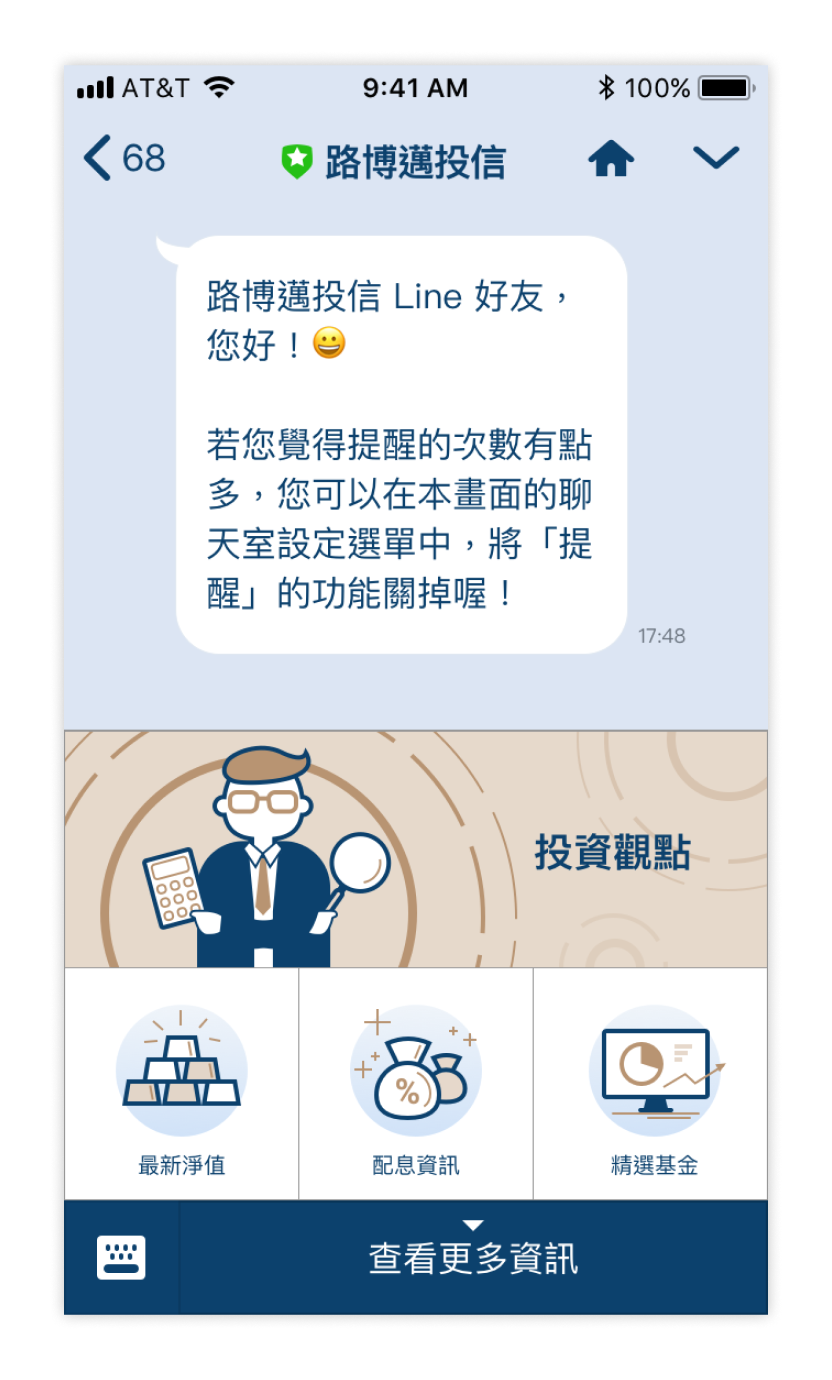 AT&T 9:41 AM 100%
68 路博邁投信
路博邁投信 Line 好友，
您好！😀
若您覺得提醒的次數有點
多，您可以在本畫面的聊
天室設定選單中，將「提
醒」的功能關掉喔！
17:48
投資觀點
%
最新淨值 配息資訊 精選基金
查看更多資訊